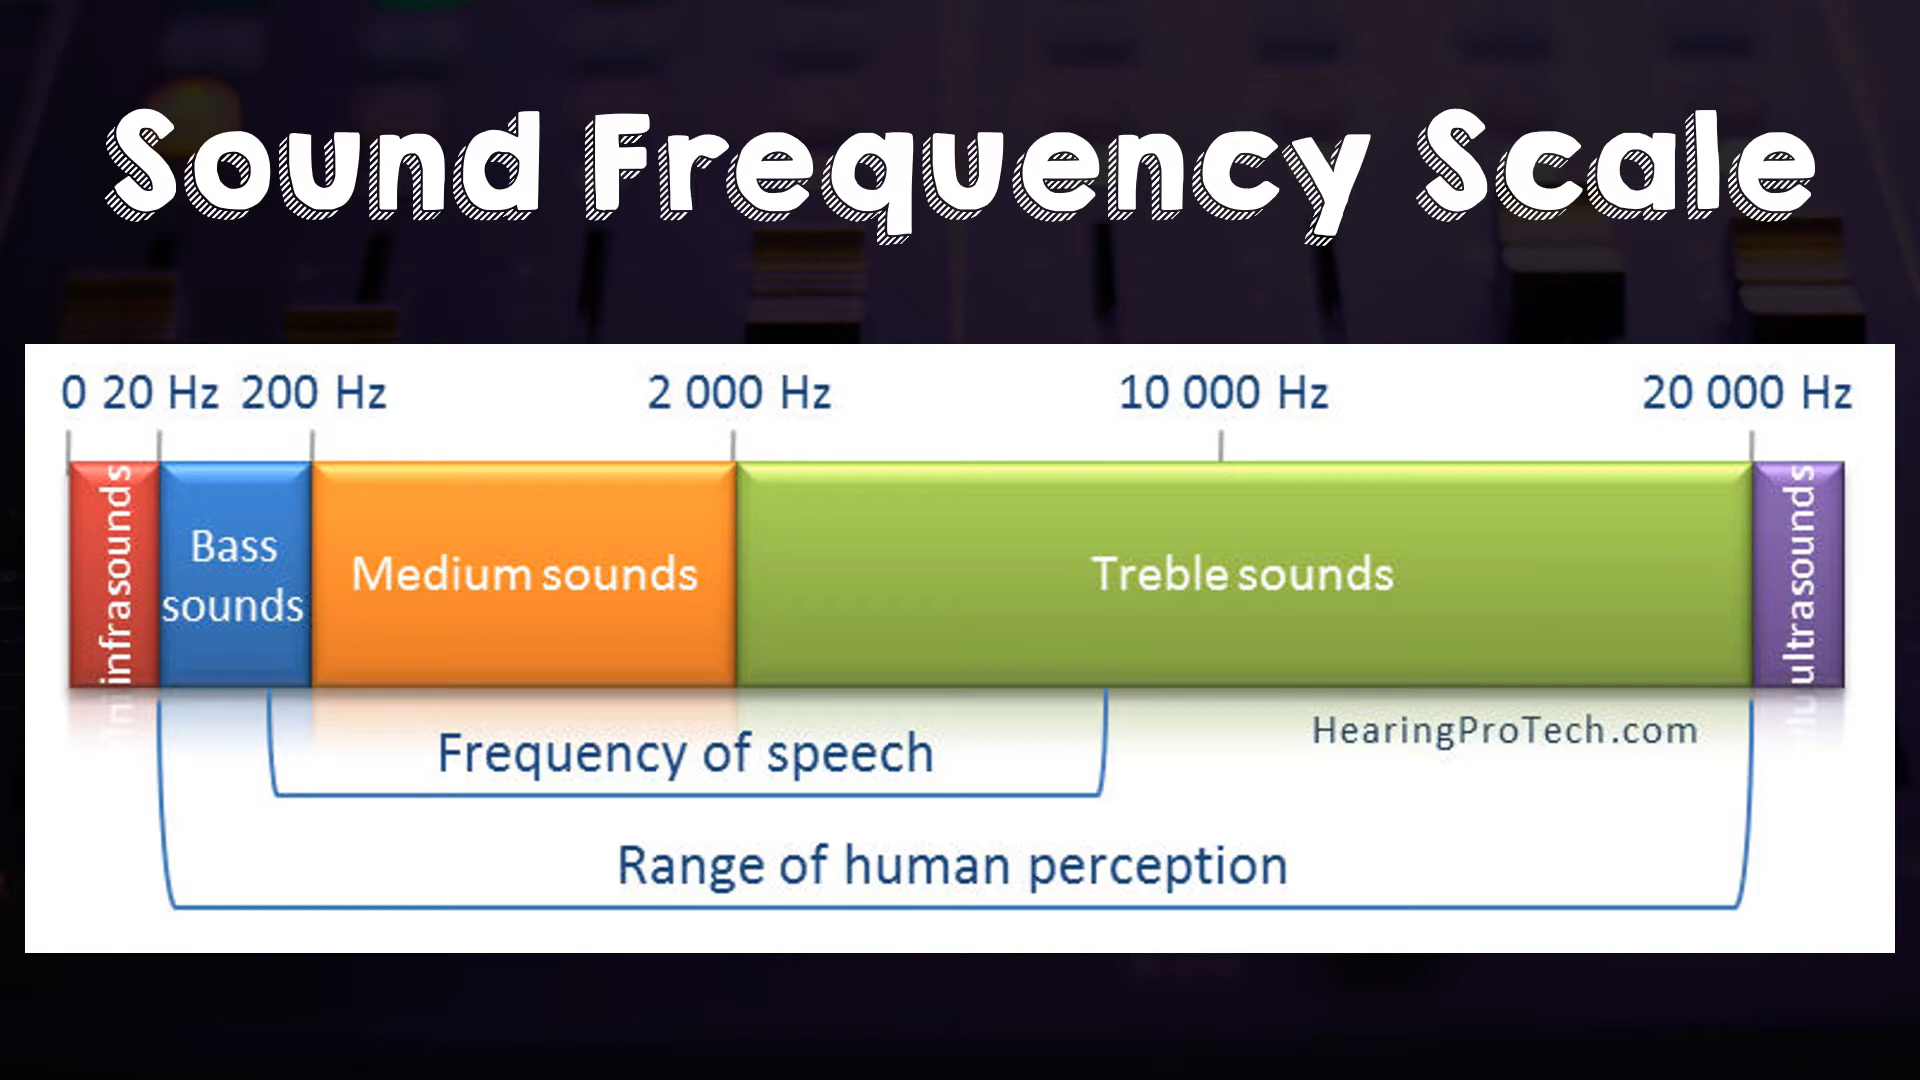 Sound Frequency Scale
0 20 Hz 200 Hz 2 000 Hz 10 000 Hz 20 000 Hz
infrasounds
Bass
sounds
Medium sounds
Treble sounds
ultrasounds
Frequency of speech
HearingProTech.com
Range of human perception